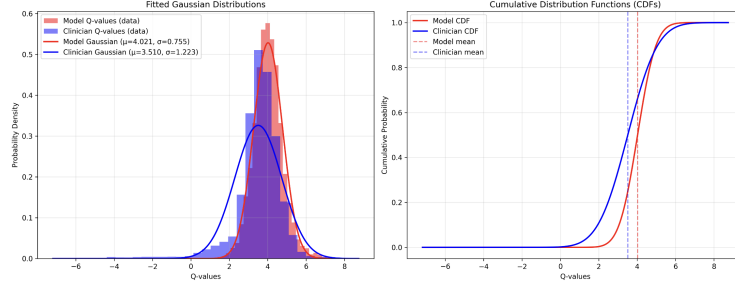 Fitted Gaussian Distributions
Model Q-values (data)
Clinician Q-values (data)
Model Gaussian (μ=4.021, σ=0.755)
Clinician Gaussian (μ=3.510, σ=1.223)
0.6
0.5
0.4
0.3
0.2
0.1
0.0
Probability Density
−6
−4
−2
0
2
4
6
8
Q-values
Cumulative Distribution Functions (CDFs)
Model CDF
Clinician CDF
Model mean
Clinician mean
1.0
0.8
0.6
0.4
0.2
0.0
Cumulative Probability
−6
−4
−2
0
2
4
6
8
Q-values